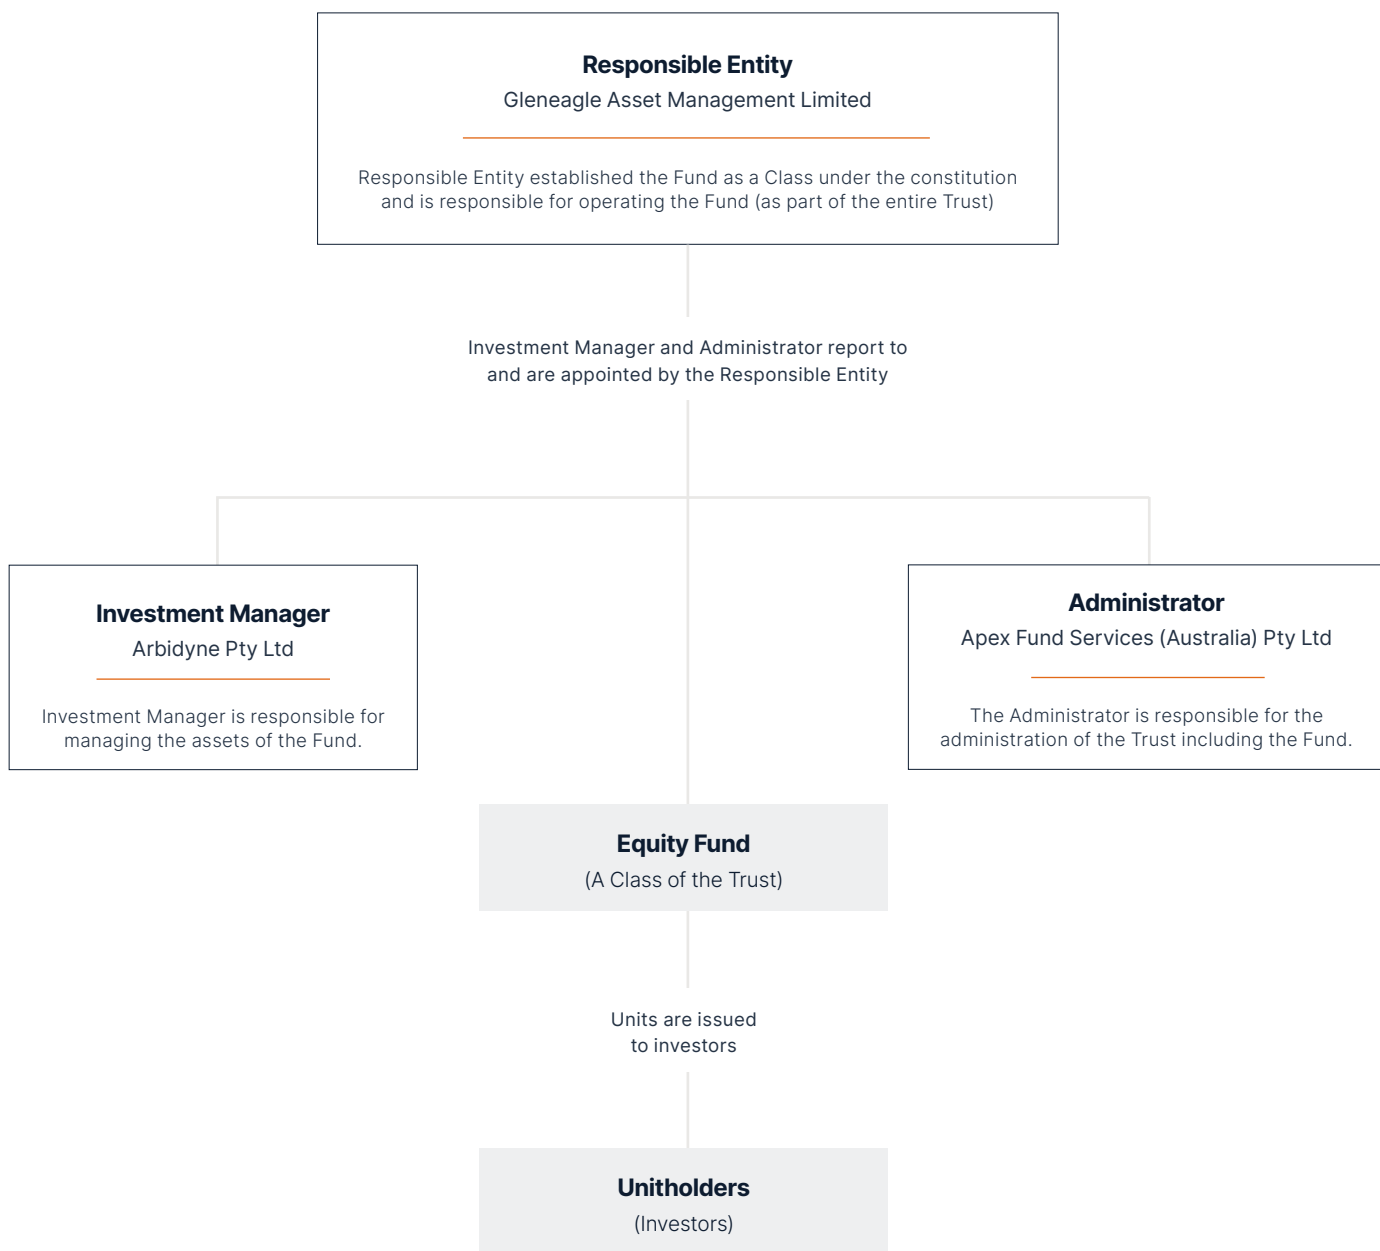 Responsible Entity
Gleneagle Asset Management Limited
Responsible Entity established the Fund as a Class under the constitution
and is responsible for operating the Fund (as part of the entire Trust)
Investment Manager and Administrator report to
and are appointed by the Responsible Entity
Investment Manager
Arbidyne Pty Ltd
Investment Manager is responsible for
managing the assets of the Fund.
Administrator
Apex Fund Services (Australia) Pty Ltd
The Administrator is responsible for the
administration of the Trust including the Fund.
Equity Fund
(A Class of the Trust)
Units are issued
to investors
Unitholders
(Investors)